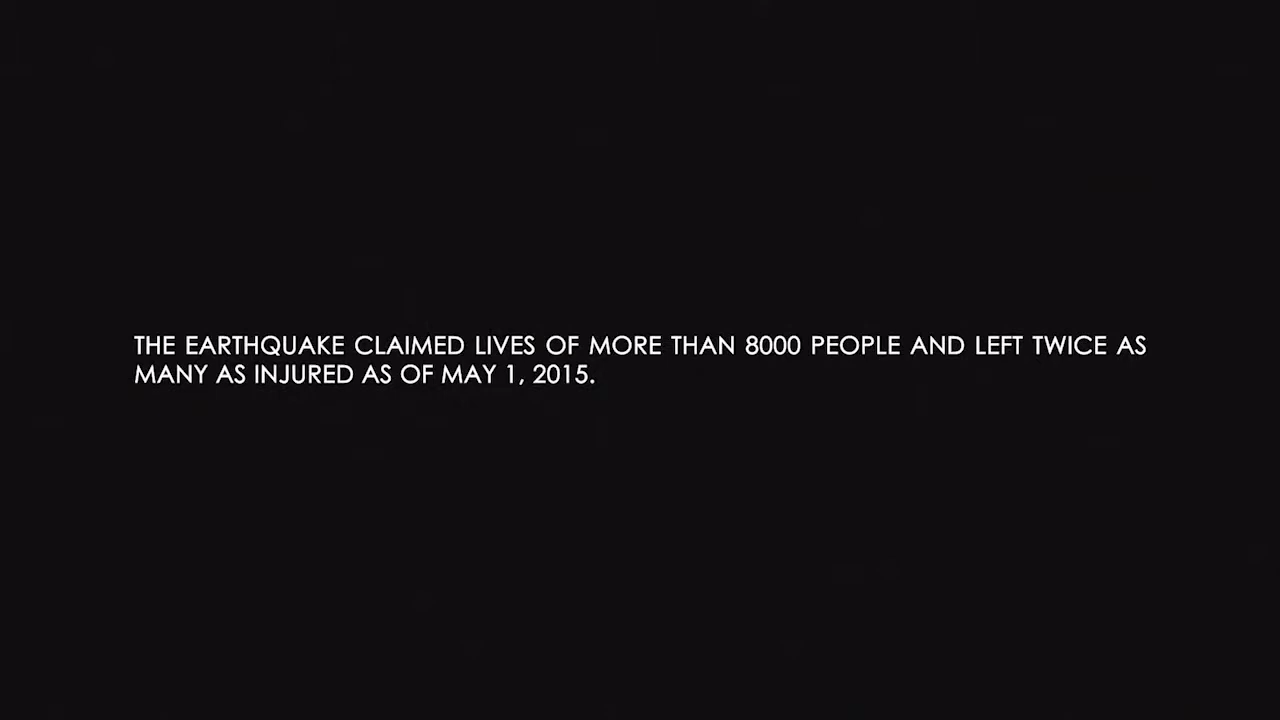 THE EARTHQUAKE CLAIMED LIVES OF MORE THAN 8000 PEOPLE AND LEFT TWICE AS
MANY AS INJURED AS OF MAY 1, 2015.